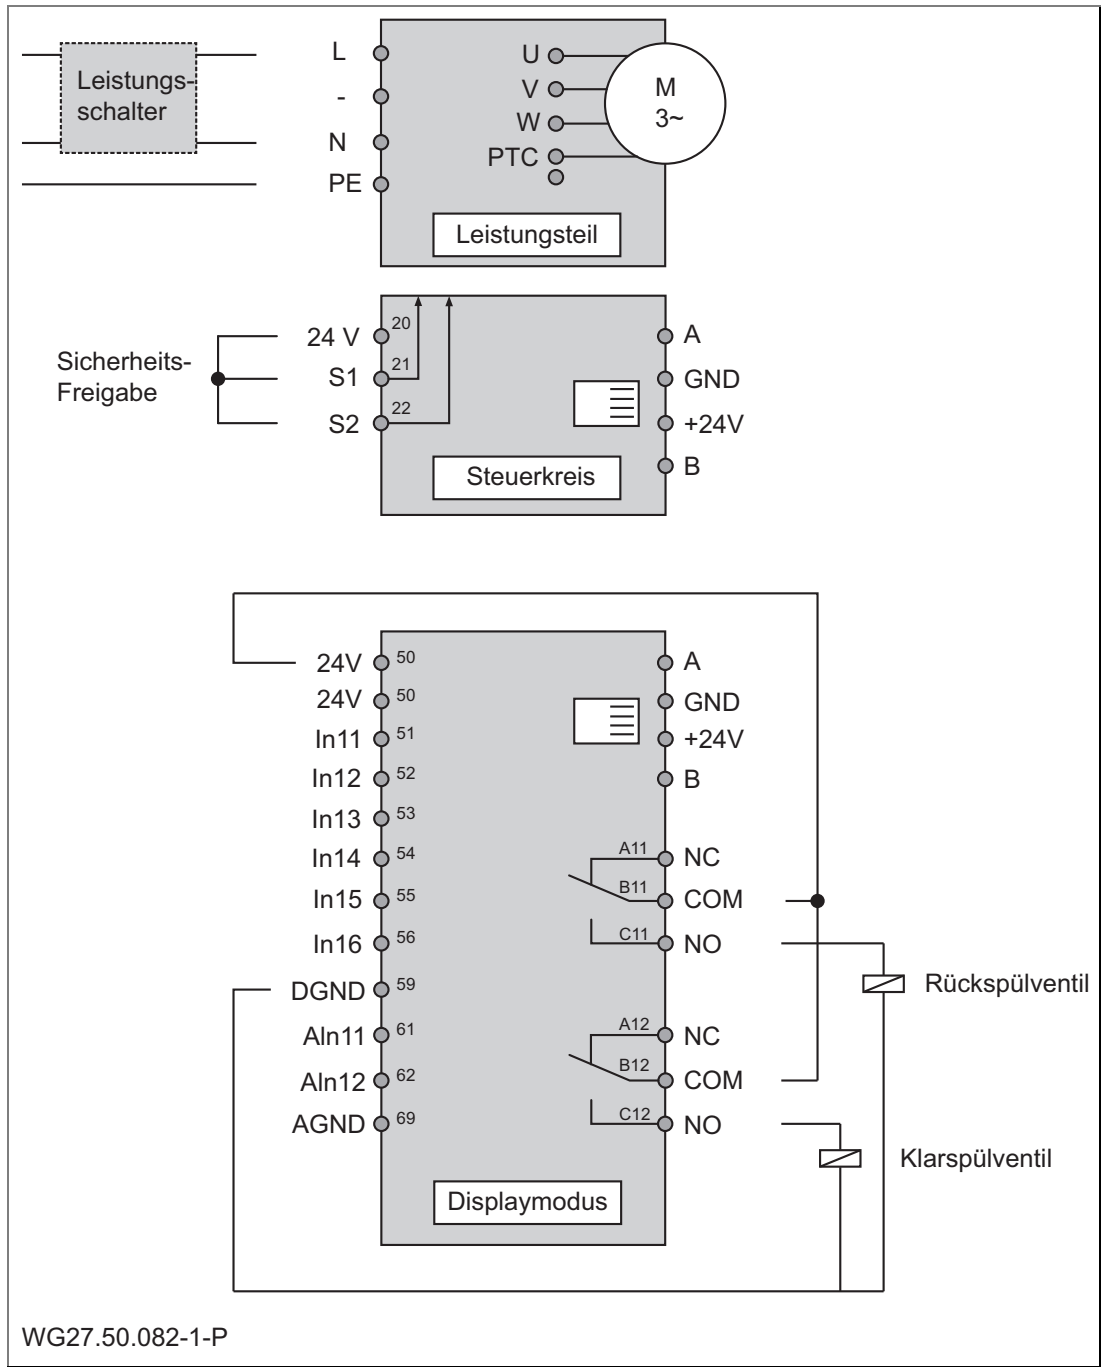 Leistungs-
schalter
L
-
N
PE
U
V
W
PTC
M
3~
Leistungsteil
Sicherheits-
Freigabe
24 V
S1
S2
20
21
22
A
GND
+24V
B
Steuerkreis
24V 50
24V 50
In11 51
In12 52
In13 53
In14 54
In15 55
In16 56
DGND 59
AIn11 61
AIn12 62
AGND 69
A
GND
+24V
B
A11 NC
B11 COM
C11 NO
Rückspülventil
A12 NC
B12 COM
C12 NO
Klarspülventil
Displaymodus
WG27.50.082-1-P